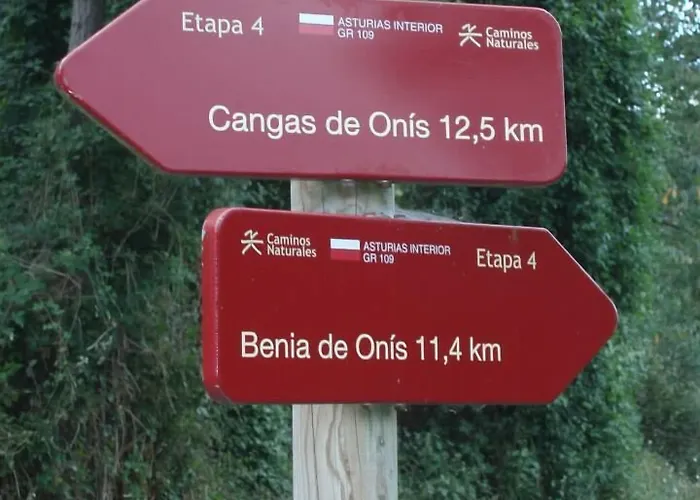 Etapa 4
ASTURIAS INTERIOR
GR 109
Caminos
Naturales
Cangas de Onís 12,5 km
Caminos
Naturales
ASTURIAS INTERIOR
GR 109
Etapa 4
Benia de Onís 11,4 km